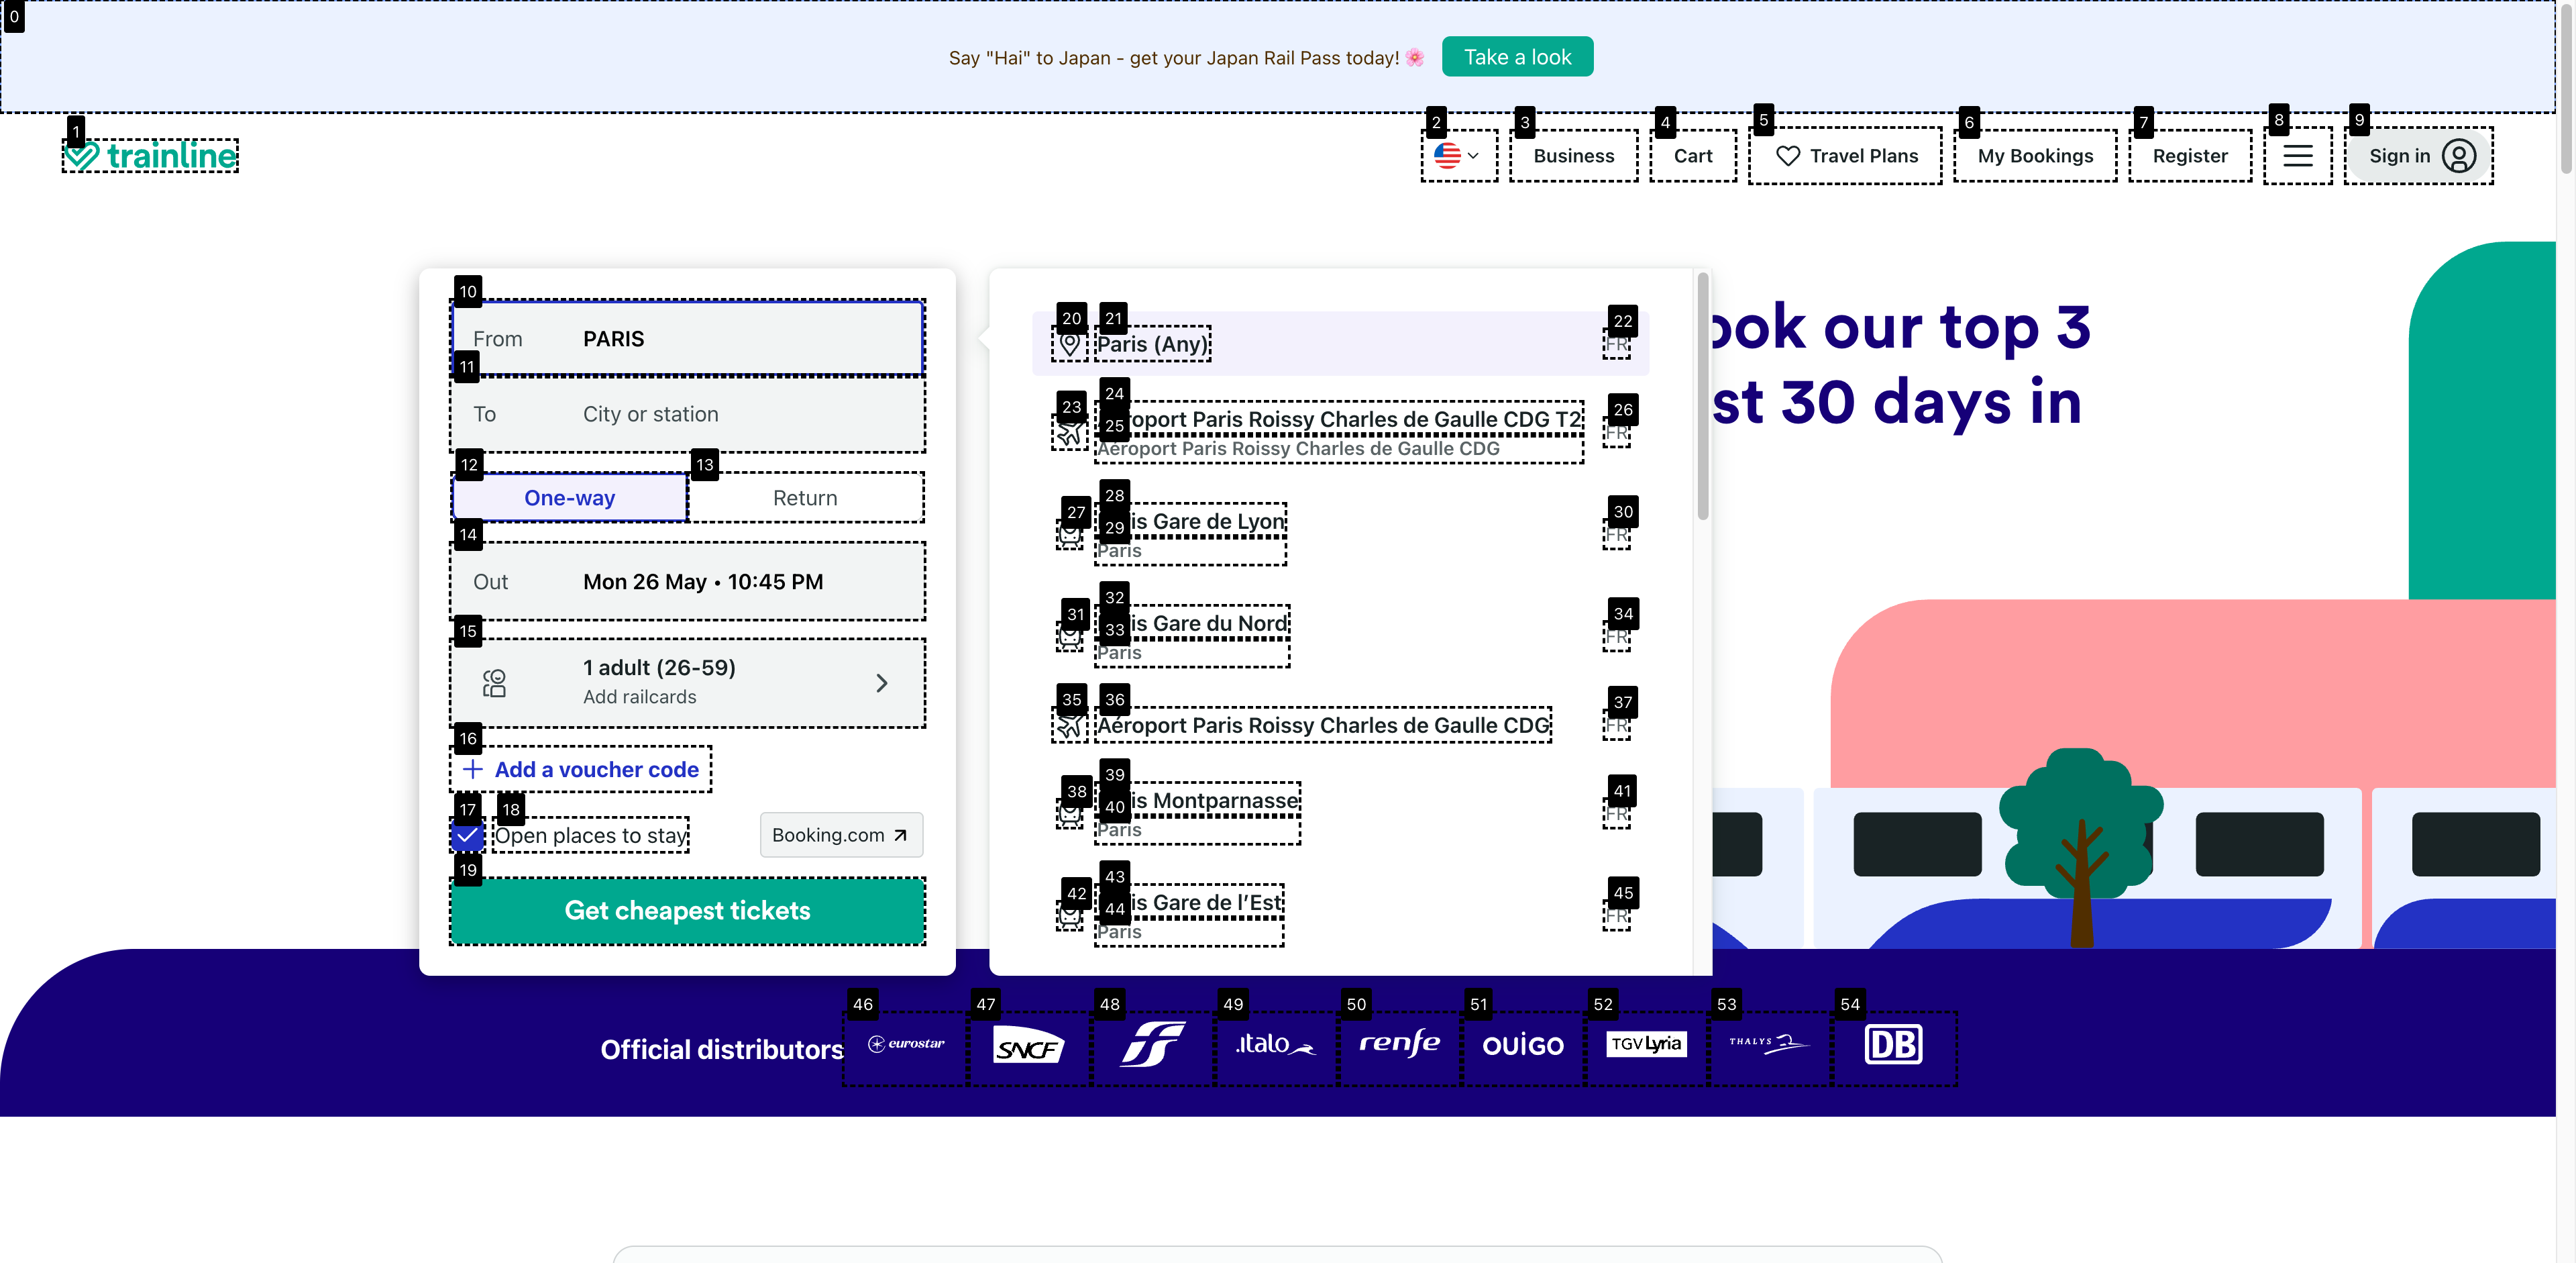 0
Say "Hai" to Japan - get your Japan Rail Pass today! 🌸 Take a look
1 2 3 4 5 6 7 8 9
trainline Business Cart Travel Plans My Bookings Register Sign in
10
From PARIS
11
To City or station
12 13
One-way Return
14
Out Mon 26 May • 10:45 PM
15
1 adult (26-59)
Add railcards
16
Add a voucher code
17 18
Open places to stay Booking.com
19
Get cheapest tickets
20 21 22
Paris (Any) FR
23 24 25 26
roport Paris Roissy Charles de Gaulle CDG T2 FR
Aéroport Paris Roissy Charles de Gaulle CDG
27 28 29 30
is Gare de Lyon FR
Paris
31 32 33 34
is Gare du Nord FR
Paris
35 36 37
Aéroport Paris Roissy Charles de Gaulle CDG FR
38 39 40 41
is Montparnasse FR
Paris
42 43 44 45
is Gare de l’Est FR
Paris
ook our top 3
st 30 days in
46 47 48 49 50 51 52 53 54
Official distributors eurostar SNCF .italo renfe OUIGO TGV Lyria THALYS DB